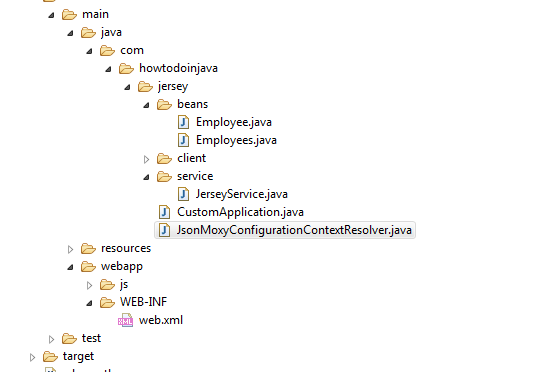 main
java
com
howtodoinjava
jersey
beans
Employee.java
Employees.java
client
service
JerseyService.java
CustomApplication.java
JsonMoxyConfigurationContextResolver.java
resources
webapp
js
WEB-INF
web.xml
test
target